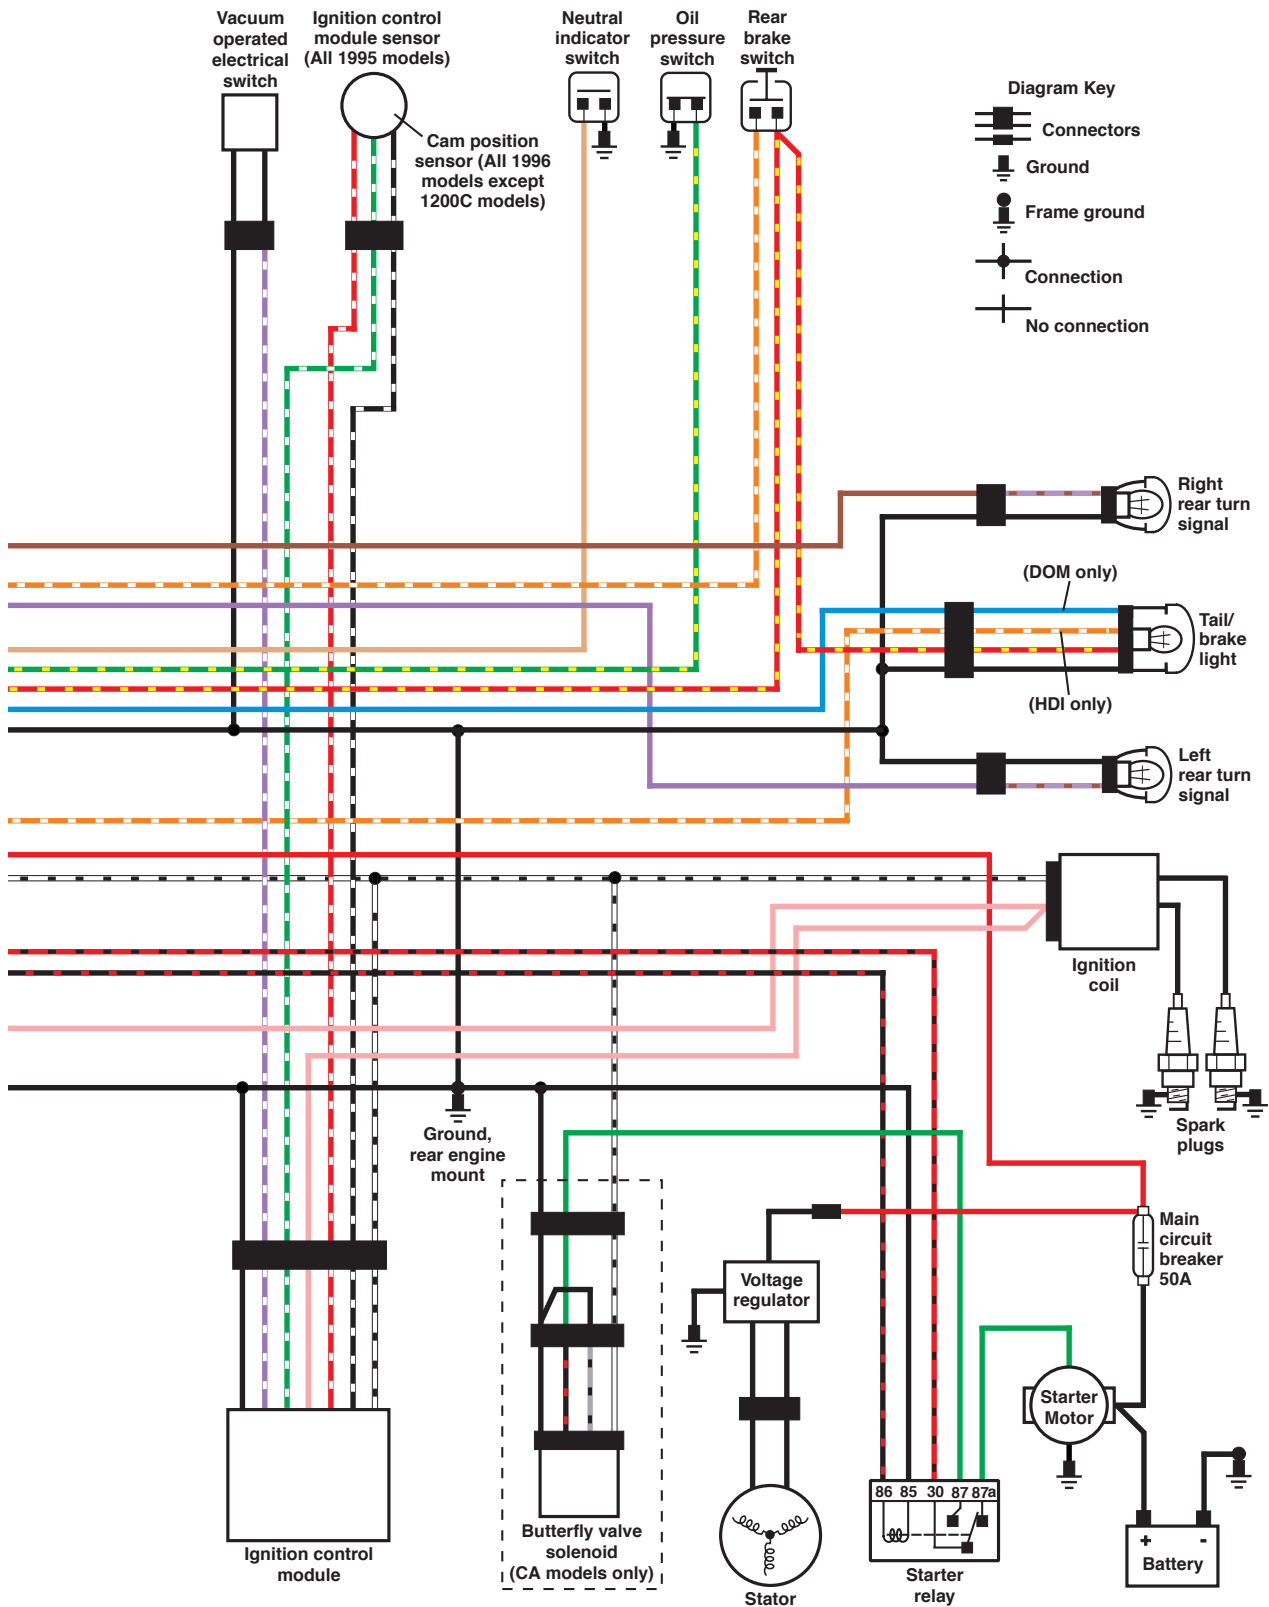 Vacuum
operated
electrical
switch
Ignition control
module sensor
(All 1995 models)
Neutral
indicator
switch
Oil
pressure
switch
Rear
brake
switch
Cam position
sensor (All 1996
models except
1200C models)
Diagram Key
Connectors
Ground
Frame ground
Connection
No connection
Right
rear turn
signal
(DOM only)
Tail/
brake
light
(HDI only)
Left
rear turn
signal
Ignition
coil
Spark
plugs
Ground,
rear engine
mount
Main
circuit
breaker
50A
Voltage
regulator
Starter
Motor
86 85 30 87 87a
+ -
Battery
Ignition control
module
Butterfly valve
solenoid
(CA models only)
Stator
Starter
relay